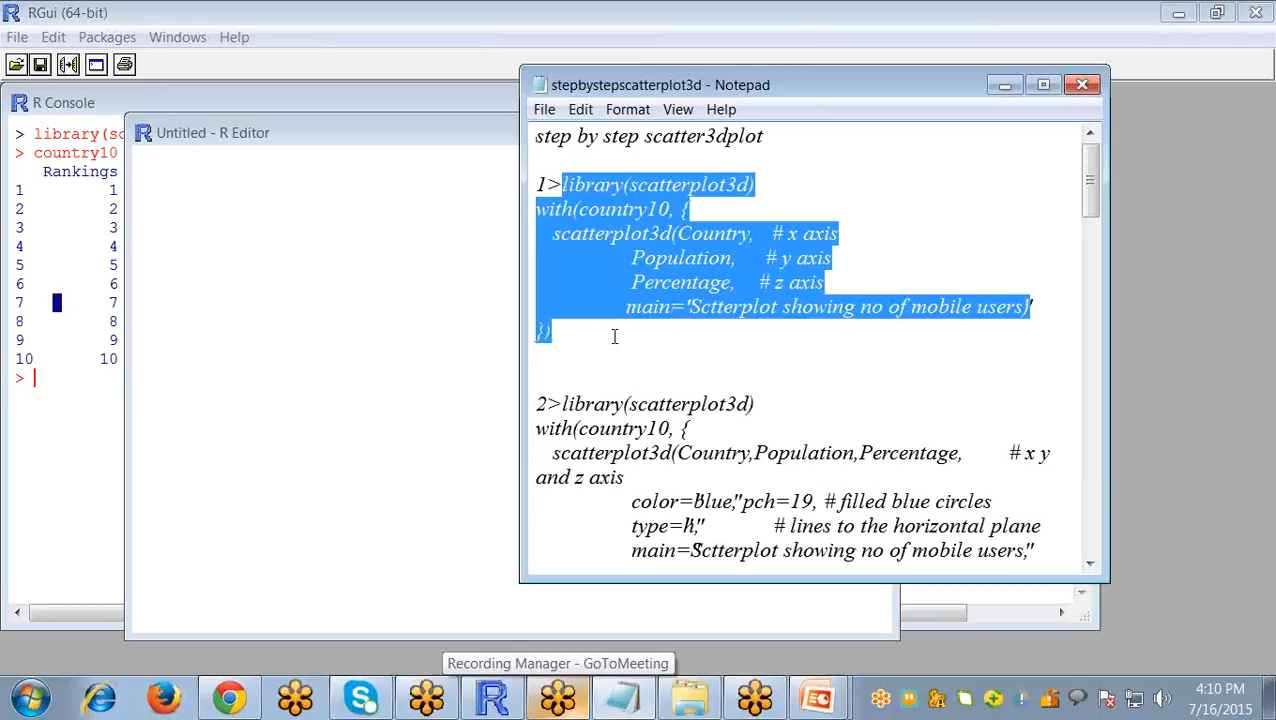 RGui (64-bit)
File Edit Packages Windows Help
R Console
> library(sc
> country10
Rankings
1 1
2 2
3 3
4 4
5 5
6 6
7 7
8 8
9 9
10 10
>
Untitled - R Editor
stepbystepscatterplot3d - Notepad
File Edit Format View Help
step by step scatter3dplot
1>library(scatterplot3d)
with(country10, {
scatterplot3d(Country, # x axis
Population, # y axis
Percentage, # z axis
main="Sctterplot showing no of mobile users)"
})
2>library(scatterplot3d)
with(country10, {
scatterplot3d(Country,Population,Percentage, # x y
and z axis
color="blue,"pch=19, # filled blue circles
type="h," # lines to the horizontal plane
main="Sctterplot showing no of mobile users,"
Recording Manager - GoToMeeting
4:10 PM
7/16/2015